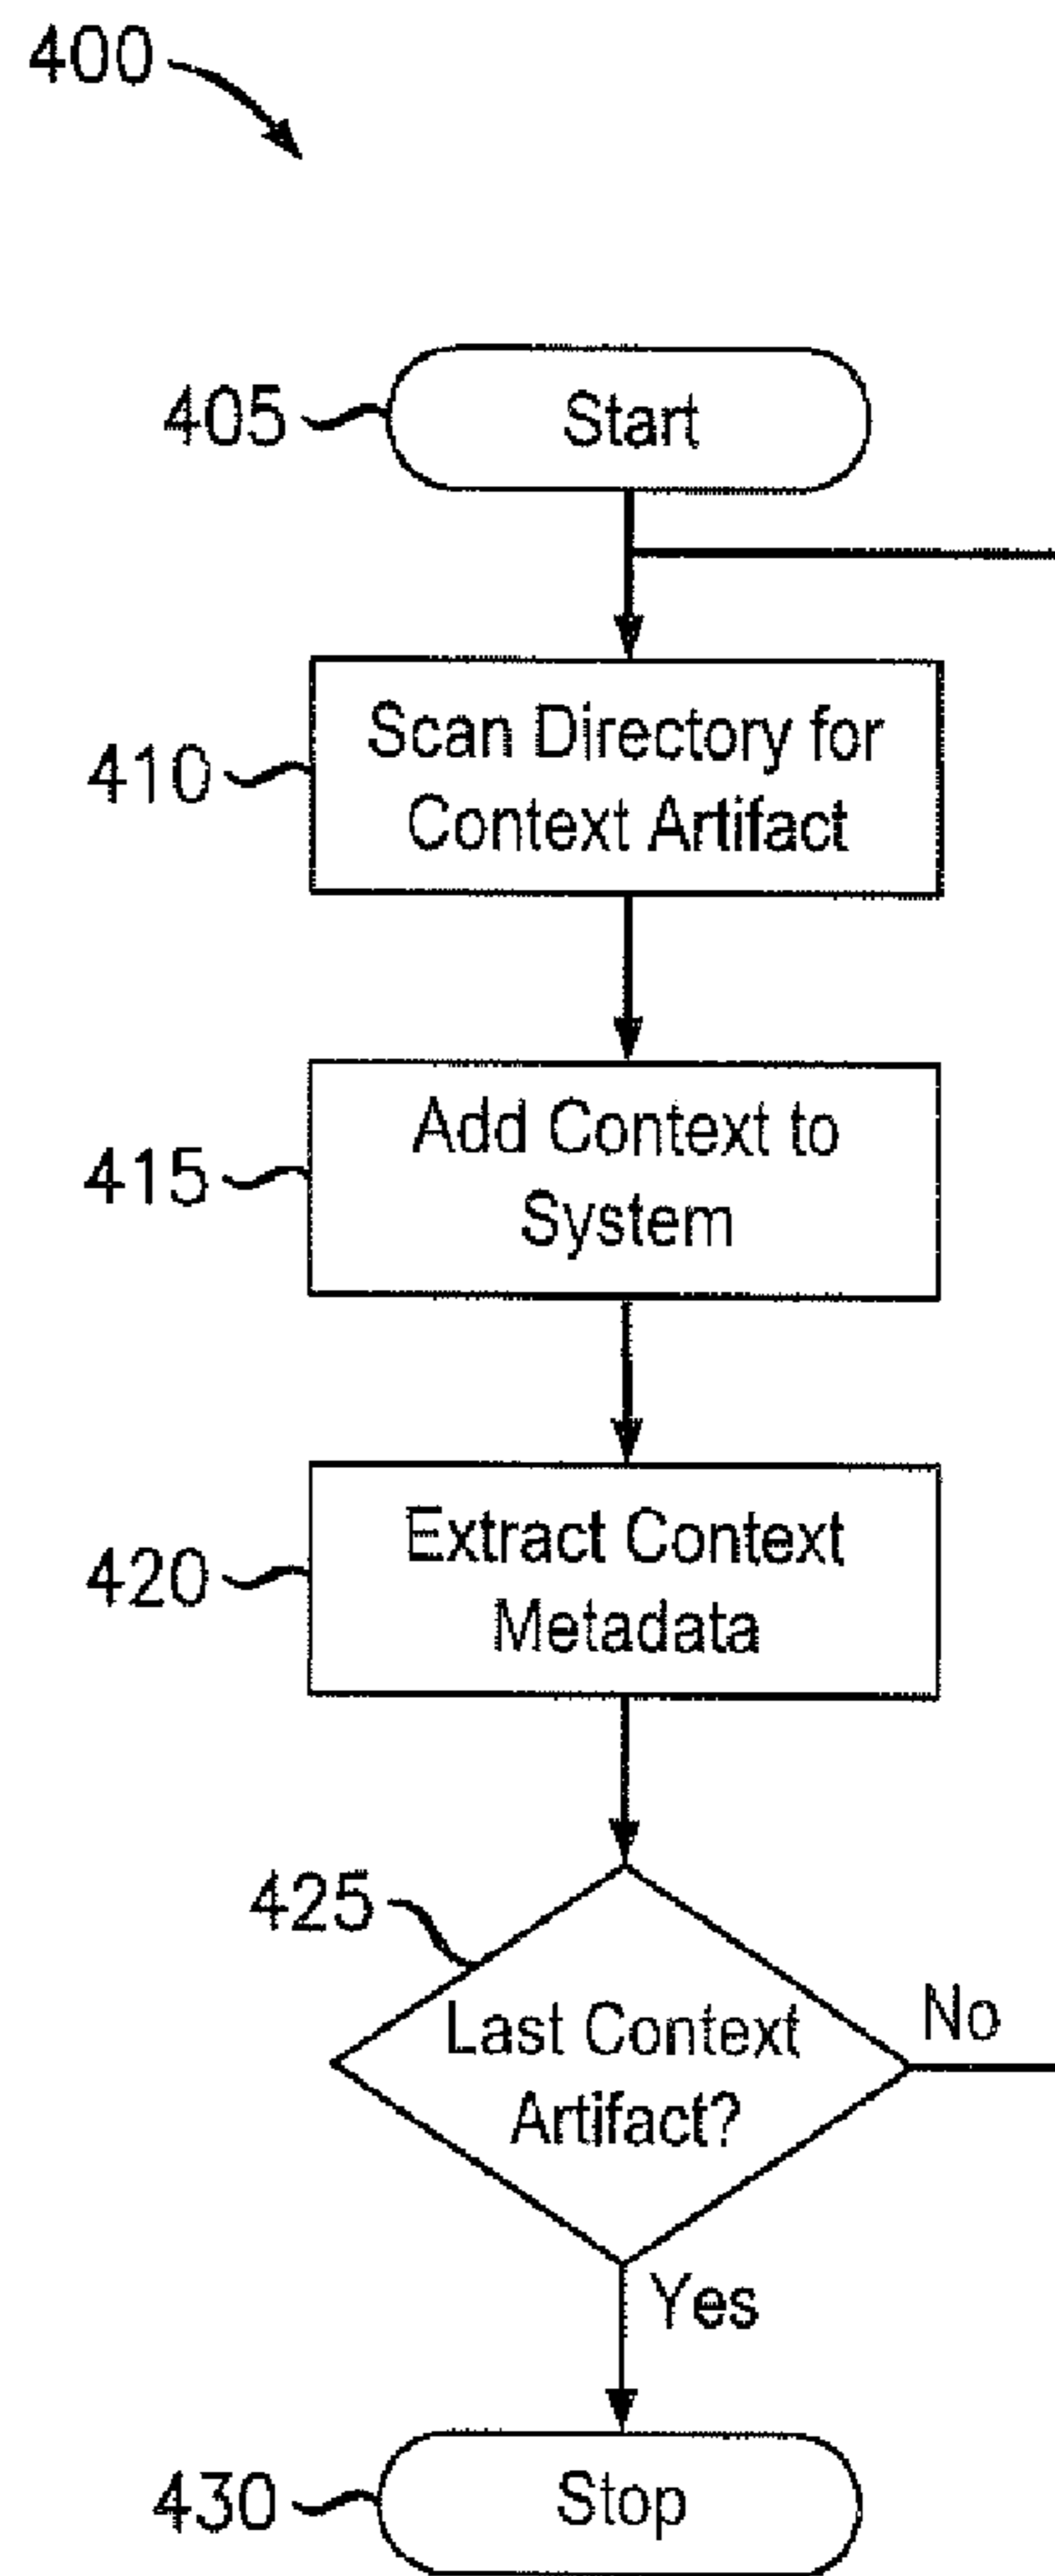 400
405
Start
410
Scan Directory for
Context Artifact
415
Add Context to
System
420
Extract Context
Metadata
425
Last Context
Artifact?
No
Yes
430
Stop